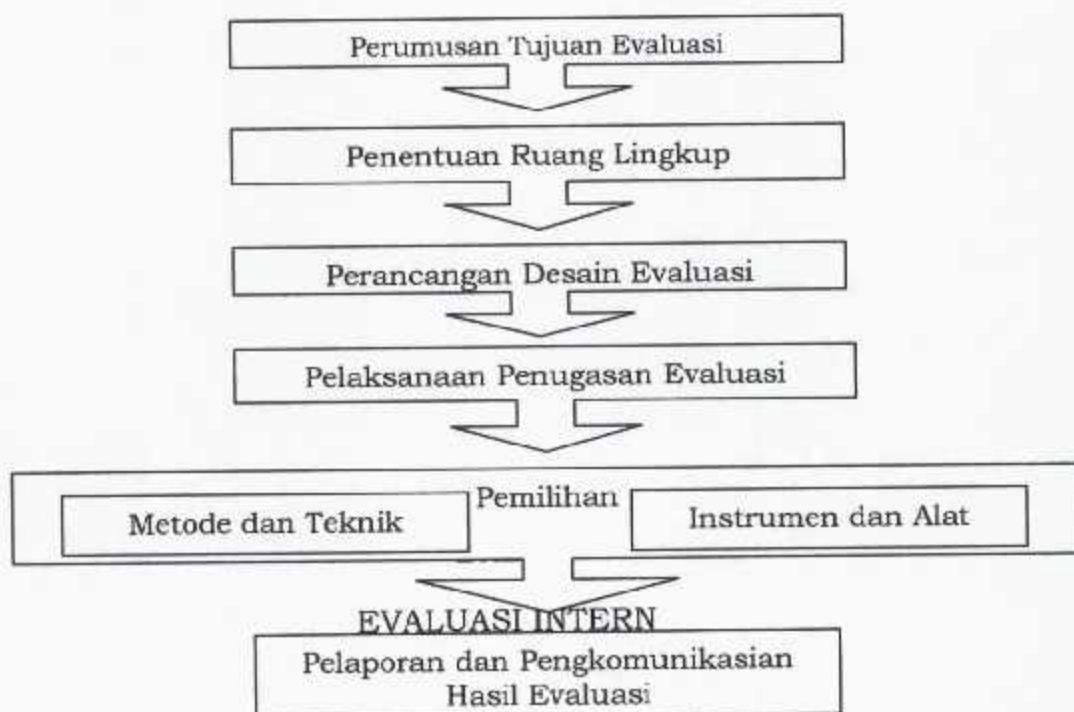 Perumusan Tujuan Evaluasi
Penentuan Ruang Lingkup
Perancangan Desain Evaluasi
Pelaksanaan Penugasan Evaluasi
Pemilihan
Metode dan Teknik
Instrumen dan Alat
EVALUASI INTERN
Pelaporan dan Pengkomunikasian
Hasil Evaluasi